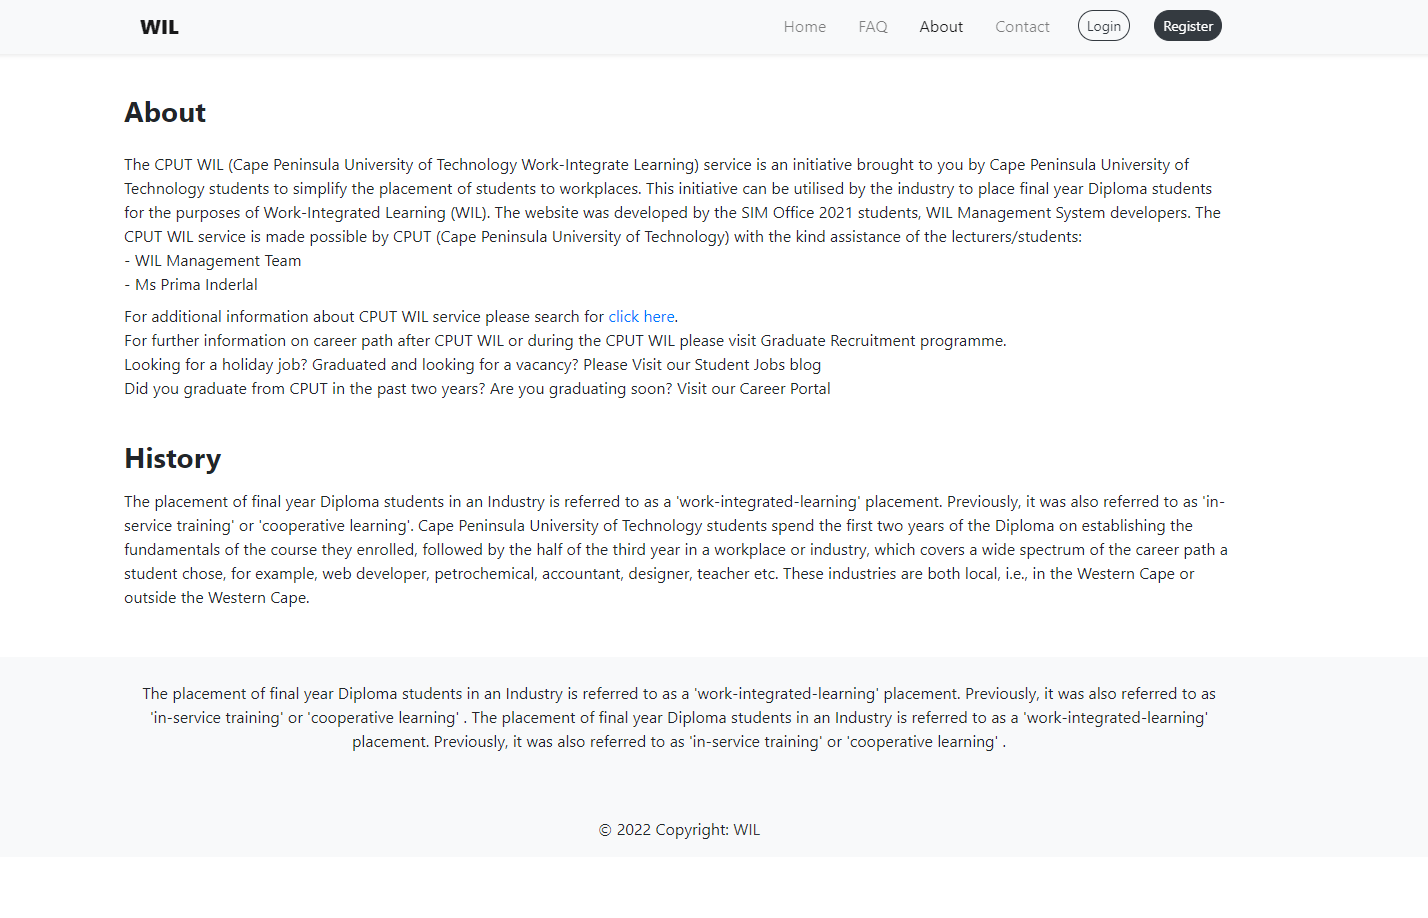 WIL
Home FAQ About Contact Login Register
About
The CPUT WIL (Cape Peninsula University of Technology Work-Integrate Learning) service is an initiative brought to you by Cape Peninsula University of
Technology students to simplify the placement of students to workplaces. This initiative can be utilised by the industry to place final year Diploma students
for the purposes of Work-Integrated Learning (WIL). The website was developed by the SIM Office 2021 students, WIL Management System developers. The
CPUT WIL service is made possible by CPUT (Cape Peninsula University of Technology) with the kind assistance of the lecturers/students:
- WIL Management Team
- Ms Prima Inderlal
For additional information about CPUT WIL service please search for click here.
For further information on career path after CPUT WIL or during the CPUT WIL please visit Graduate Recruitment programme.
Looking for a holiday job? Graduated and looking for a vacancy? Please Visit our Student Jobs blog
Did you graduate from CPUT in the past two years? Are you graduating soon? Visit our Career Portal
History
The placement of final year Diploma students in an Industry is referred to as a 'work-integrated-learning' placement. Previously, it was also referred to as 'in-
service training' or 'cooperative learning'. Cape Peninsula University of Technology students spend the first two years of the Diploma on establishing the
fundamentals of the course they enrolled, followed by the half of the third year in a workplace or industry, which covers a wide spectrum of the career path a
student chose, for example, web developer, petrochemical, accountant, designer, teacher etc. These industries are both local, i.e., in the Western Cape or
outside the Western Cape.
The placement of final year Diploma students in an Industry is referred to as a 'work-integrated-learning' placement. Previously, it was also referred to as
'in-service training' or 'cooperative learning' . The placement of final year Diploma students in an Industry is referred to as a 'work-integrated-learning'
placement. Previously, it was also referred to as 'in-service training' or 'cooperative learning' .
© 2022 Copyright: WIL